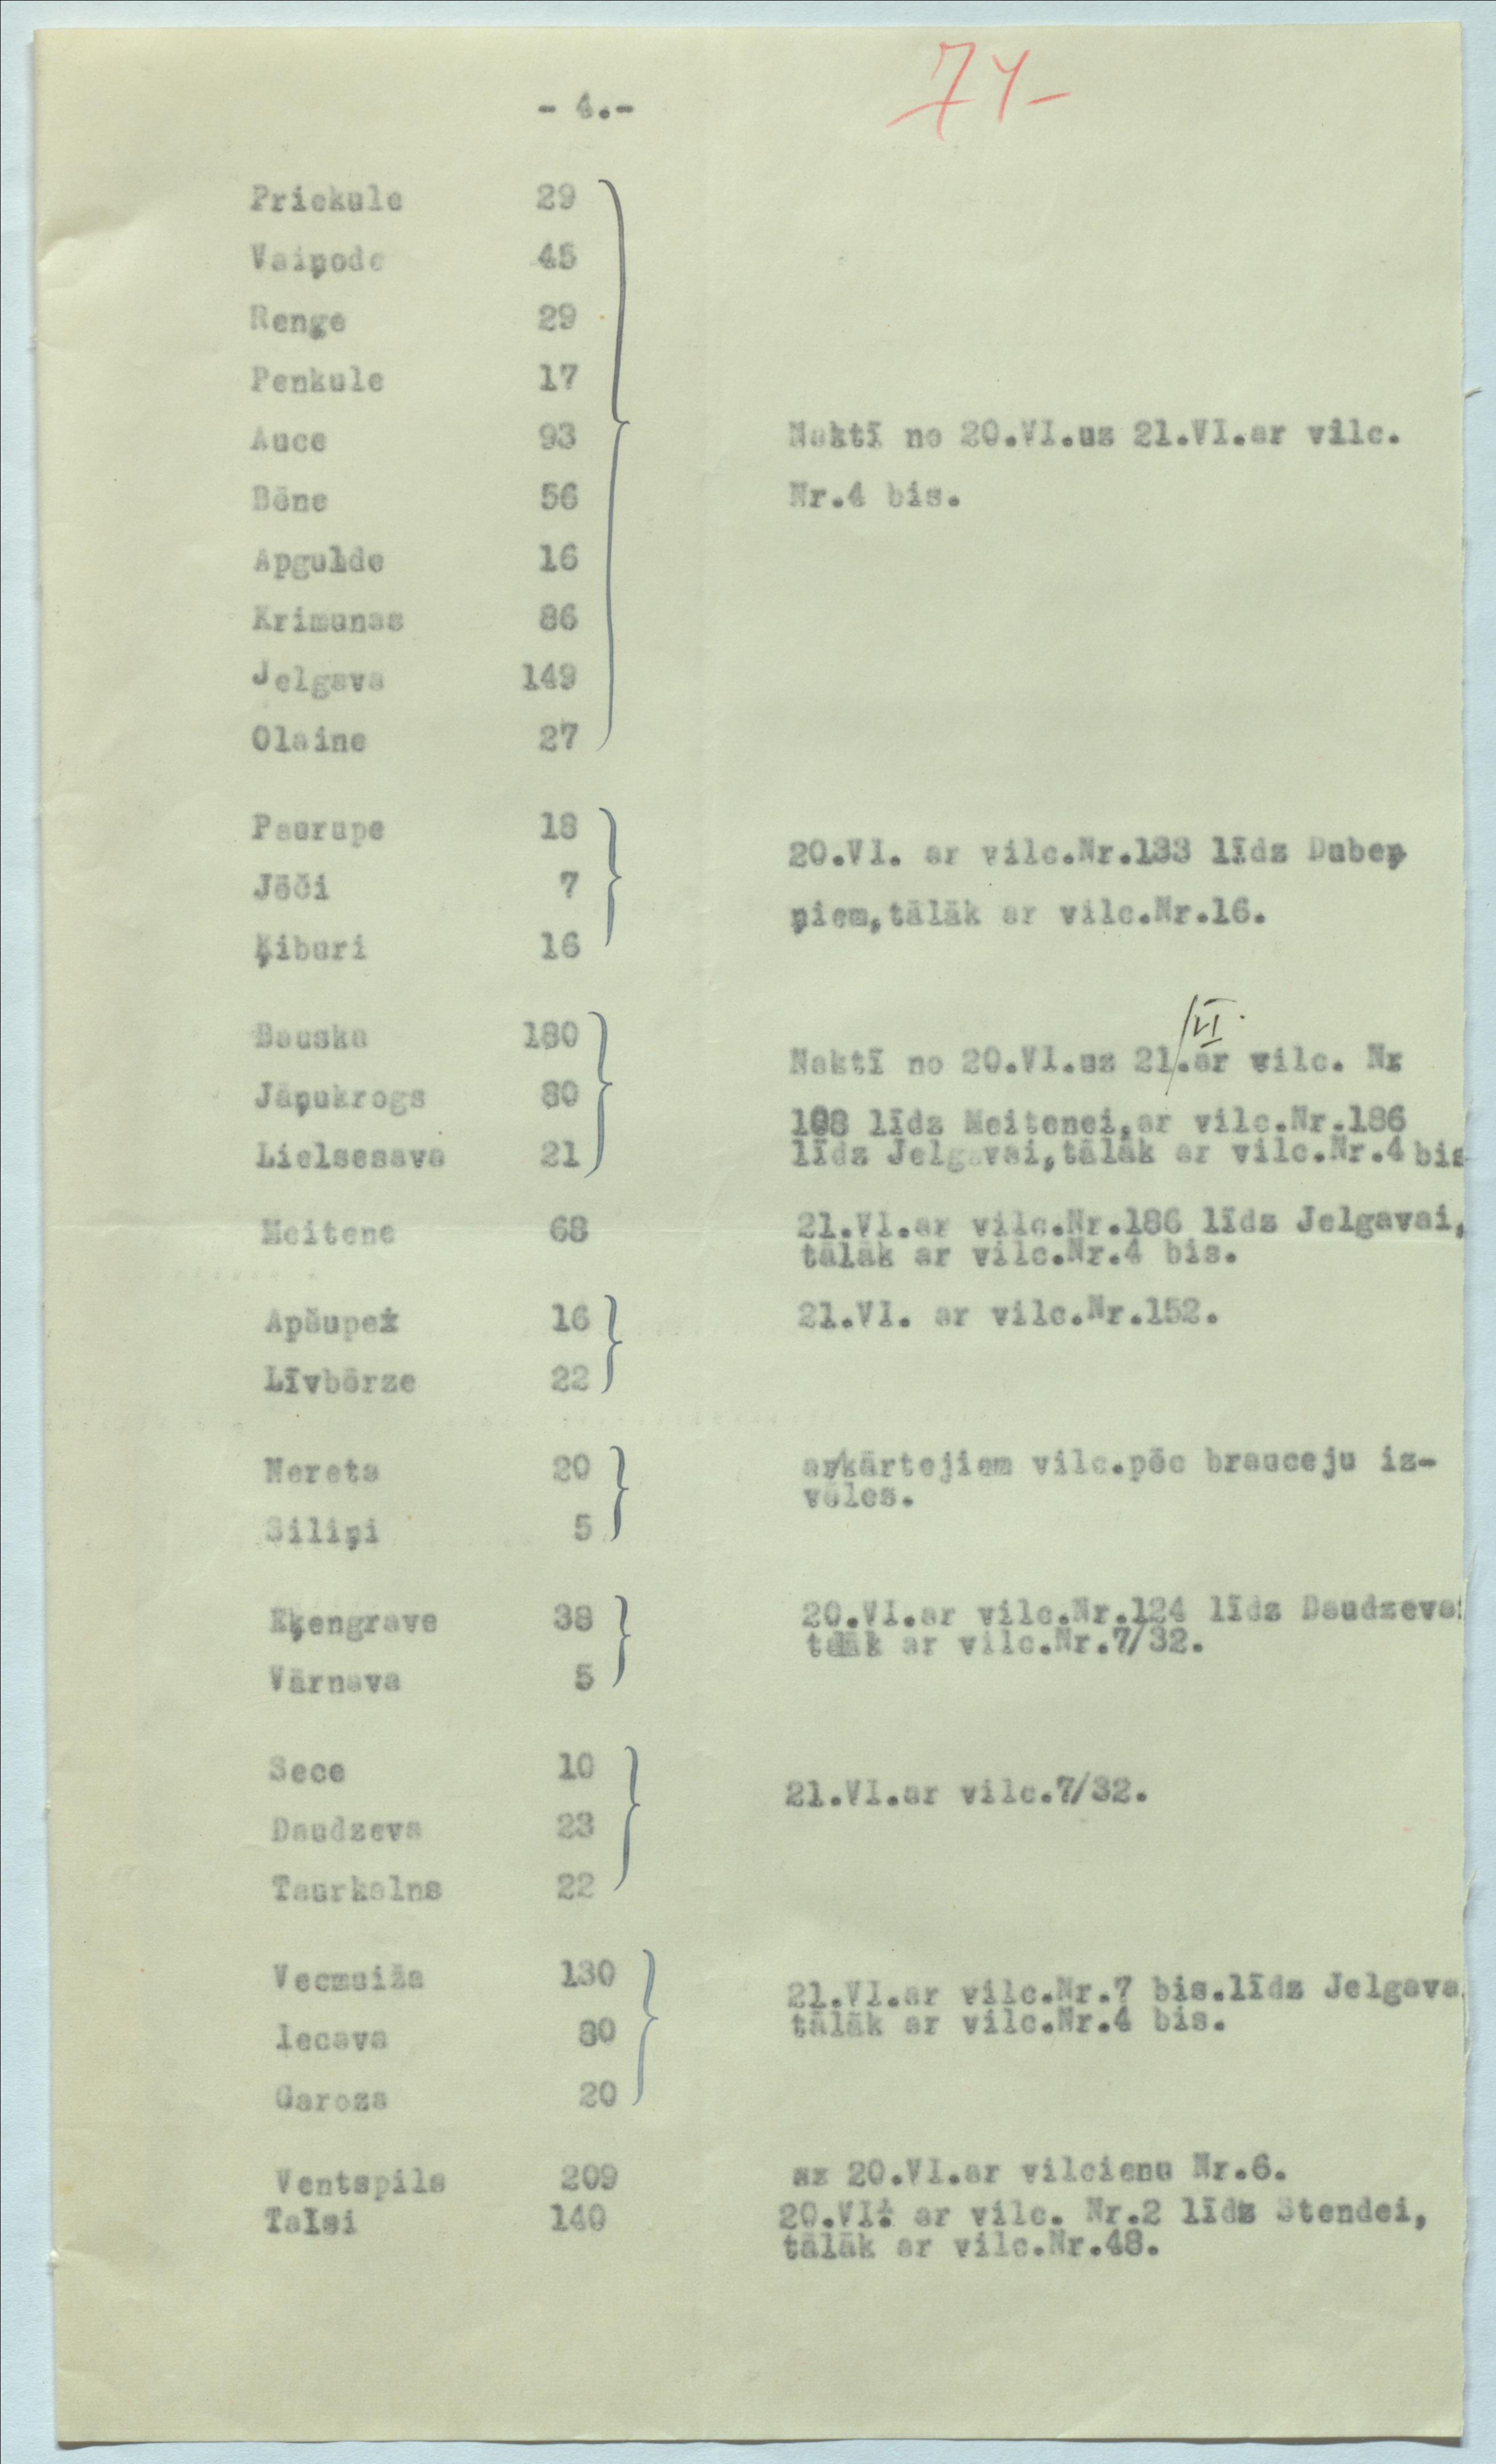 - 4.-
74-
Priekule 29
Vaiņode 45
Renge 29
Penkule 17
Auce 93
Naktī no 20.VI.uz 21.VI.ar vilc.
Bēne 56
Nr.4 bis.
Apgulde 16
Krimunas 86
Jelgava 149
Olaine 27
Paurupe 18
20.VI. ar vilc.Nr.133 līdz Dubeņ
Jēči 7
ņiem,tālāk ar vilc.Nr.16.
Ķiburi 16
Bauska 180
VI.
Naktī no 20.VI.uz 21.ar vilc. Nr
Jāņukrogs 80
108 līdz Meitenei,ar vilc.Nr.186
Lielsesava 21
līdz Jelgavai,tālāk ar vilc.Nr.4 bis
Meitene 68
21.VI.ar vilc.Nr.186 līdz Jelgavai,
tālāk ar vilc.Nr.4 bis.
Apšupe 16
21.VI. ar vilc.Nr.152.
Līvbērze 22
Nereta 20
ar/kārtejiem vilc.pēc brauceju iz-
vēles.
Siliņi 5
Eķengrave 38
20.VI.ar vilc.Nr.124 līdz Daudzevai
talāk ar vilc.Nr.7/32.
Vārnava 5
Sece 10
21.VI.ar vilc.7/32.
Daudzeva 23
Taurkalns 22
Vecmuiža 130
21.VI.ar vilc.Nr.7 bis.līdz Jelgava
tālāk ar vilc.Nr.4 bis.
lecava 80
Garoza 20
Ventspils 209
az 20.VI.ar vilcienu Nr.6.
Talsi 140
20.VI. ar vilc. Nr.2 līdz Stendei,
tālāk ar vilc.Nr.48.